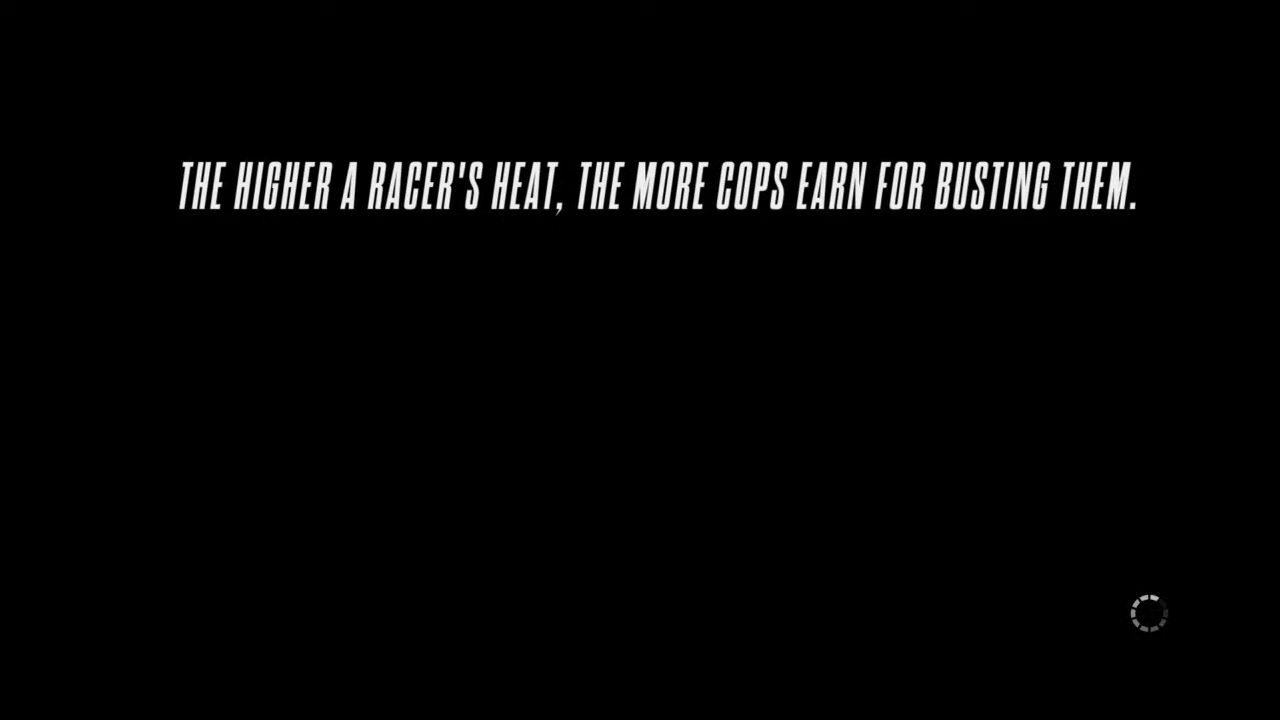 THE HIGHER A RACER'S HEAT, THE MORE COPS EARN FOR BUSTING THEM.